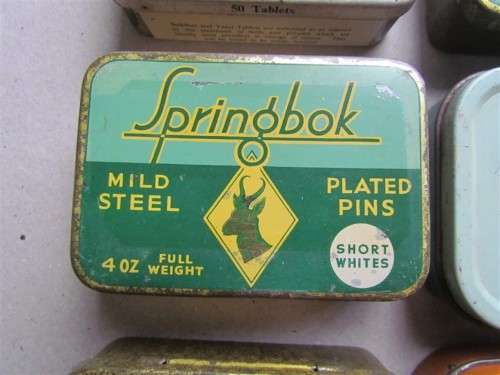 50 Tablets
Springbok
MILD
STEEL
PLATED
PINS
4 OZ FULL
WEIGHT
SHORT
WHITES